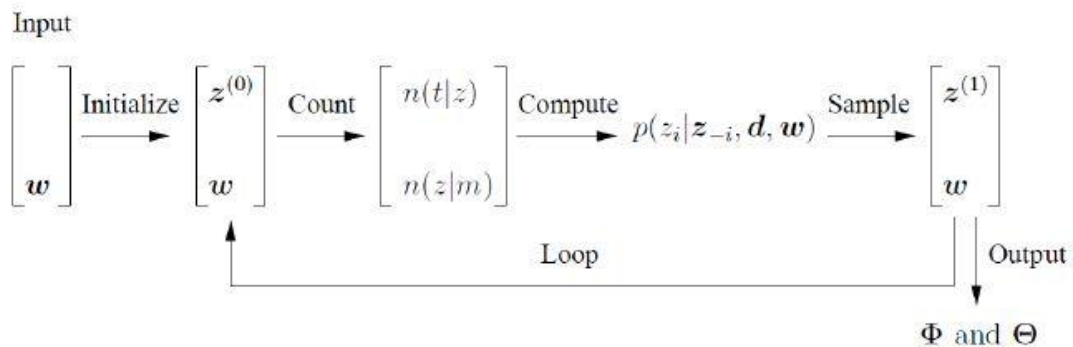 Input
Initialize Count Compute Sample
w z^{(0)} w n(t|z) n(z|m) p(z_i|z_{-i}, d, w) z^{(1)} w
Loop Output
Φ and Θ